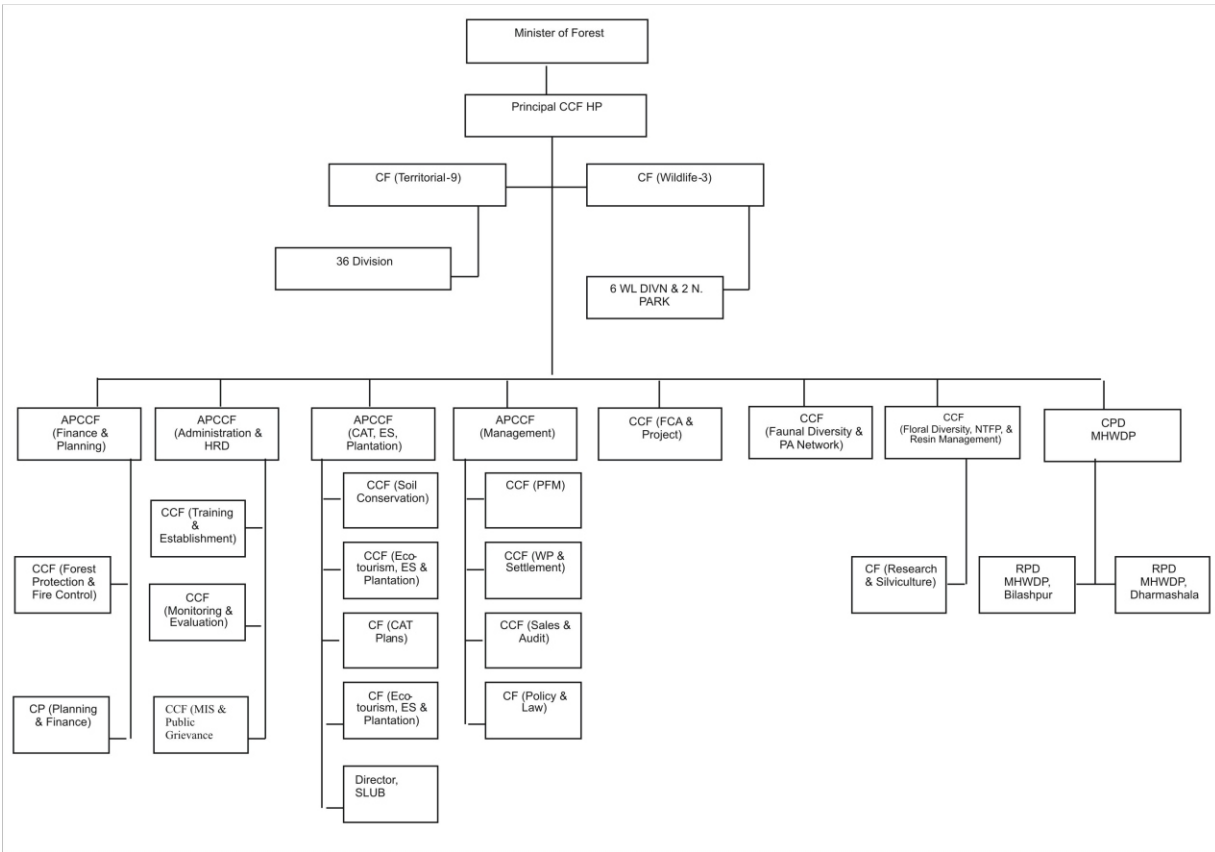 Minister of Forest
Principal CCF HP
CF (Territorial-9)
CF (Wildlife-3)
36 Division
6 WL DIVN & 2 N.
PARK
APCCF
(Finance &
Planning)
APCCF
(Administration &
HRD
APCCF
(CAT, ES,
Plantation)
APCCF
(Management)
CCF (FCA &
Project)
CCF
(Faunal Diversity &
PA Network)
CCF
(Floral Diversity, NTFP, &
Resin Management)
CPD
MHWDP
CCF (Forest
Protection &
Fire Control)
CP (Planning
& Finance)
CCF (Training
&
Establishment)
CCF
(Monitoring &
Evaluation)
CCF (MIS &
Public
Grievance
CCF (Soil
Conservation)
CCF (Eco-
tourism, ES &
Plantation)
CF (CAT
Plans)
CF (Eco-
tourism, ES &
Plantation)
Director,
SLUB
CCF (PFM)
CCF (WP &
Settlement)
CCF (Sales &
Audit)
CF (Policy &
Law)
CF (Research
& Silviculture)
RPD
MHWDP,
Bilashpur
RPD
MHWDP,
Dharmashala